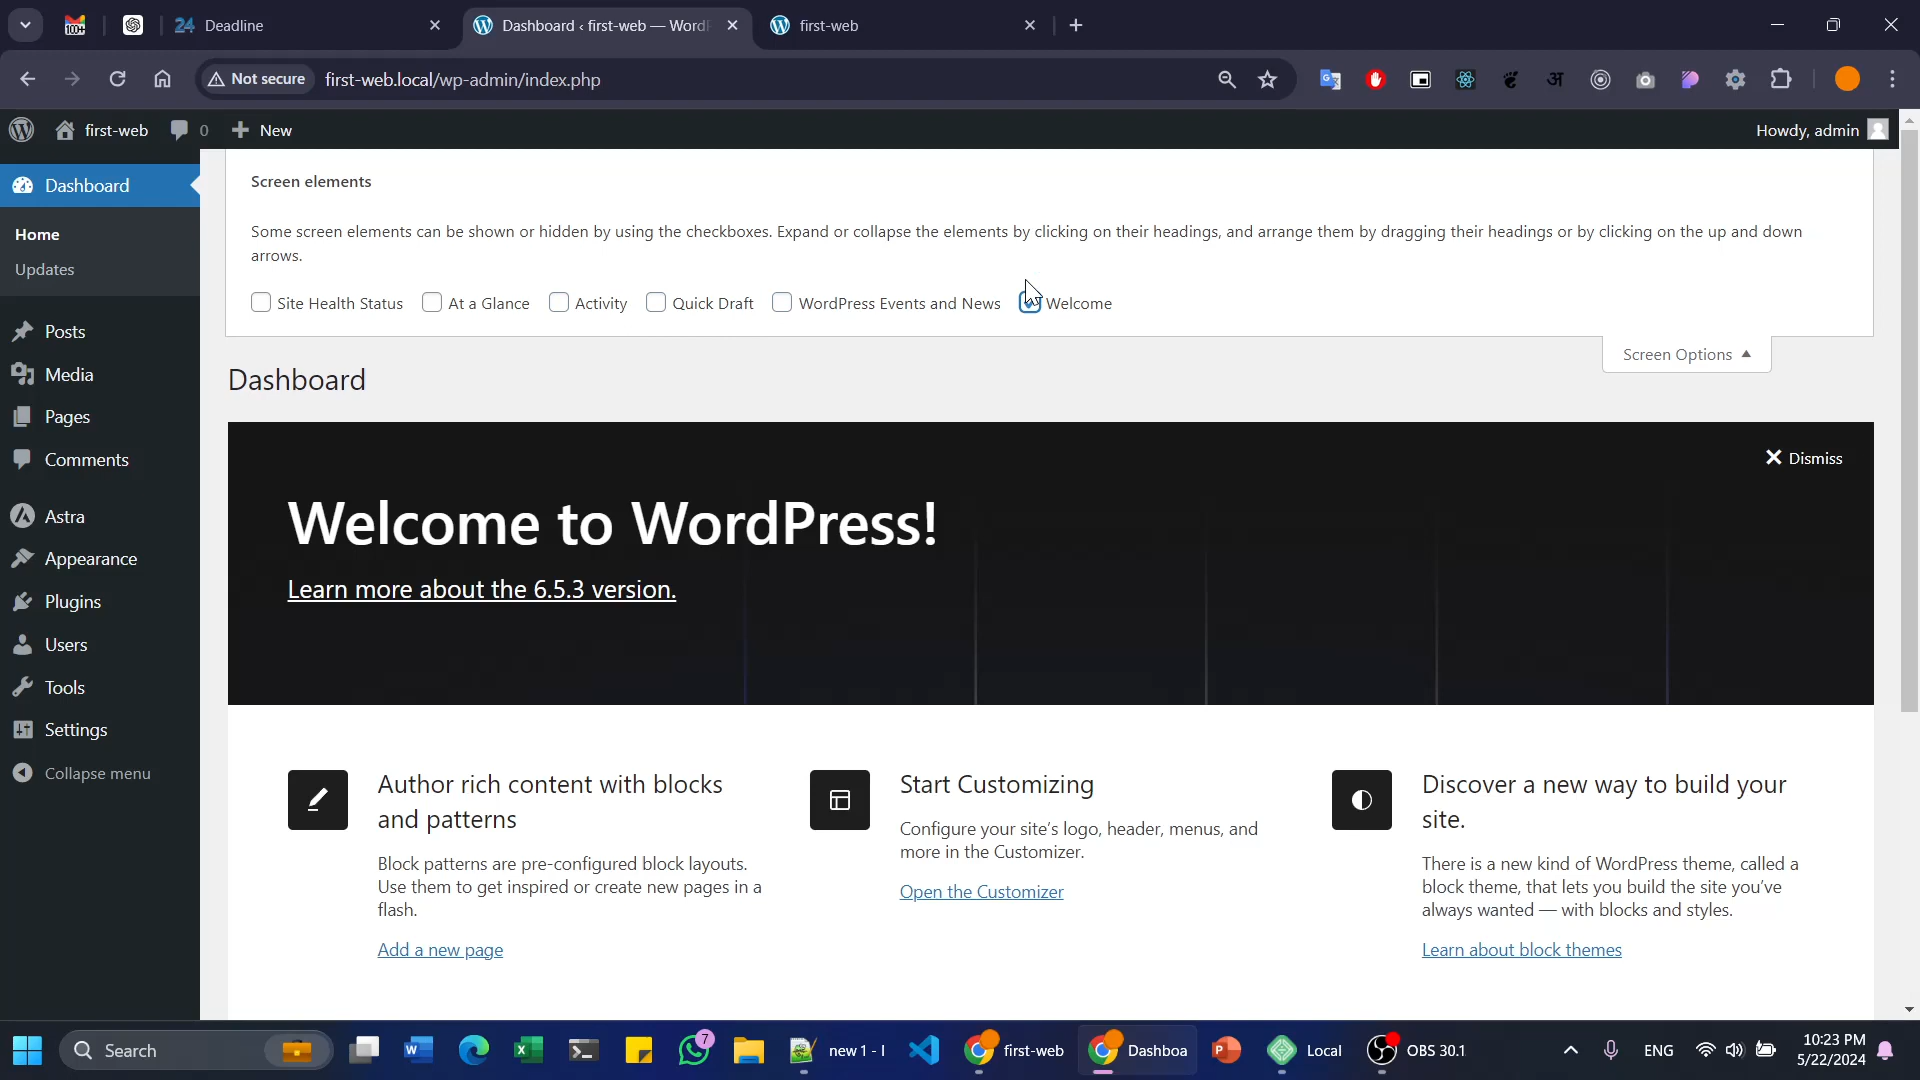 24 Deadline
Dashboard ‹ first-web — Word
first-web
Not secure
first-web.local/wp-admin/index.php
first-web
0
New
Howdy, admin
Dashboard
Home
Updates
Posts
Media
Pages
Comments
Astra
Appearance
Plugins
Users
Tools
Settings
Collapse menu
Screen elements
Some screen elements can be shown or hidden by using the checkboxes. Expand or collapse the elements by clicking on their headings, and arrange them by dragging their headings or by clicking on the up and down
arrows.
Site Health Status At a Glance Activity Quick Draft WordPress Events and News Welcome
Screen Options
Dashboard
Dismiss
Welcome to WordPress!
Learn more about the 6.5.3 version.
Author rich content with blocks
and patterns
Block patterns are pre-configured block layouts.
Use them to get inspired or create new pages in a
flash.
Add a new page
Start Customizing
Configure your site's logo, header, menus, and
more in the Customizer.
Open the Customizer
Discover a new way to build your
site.
There is a new kind of WordPress theme, called a
block theme, that lets you build the site you've
always wanted — with blocks and styles.
Learn about block themes
Search
7
new 1 - I
first-web
Dashboa
Local
OBS 30.1
ENG
10:23 PM
5/22/2024